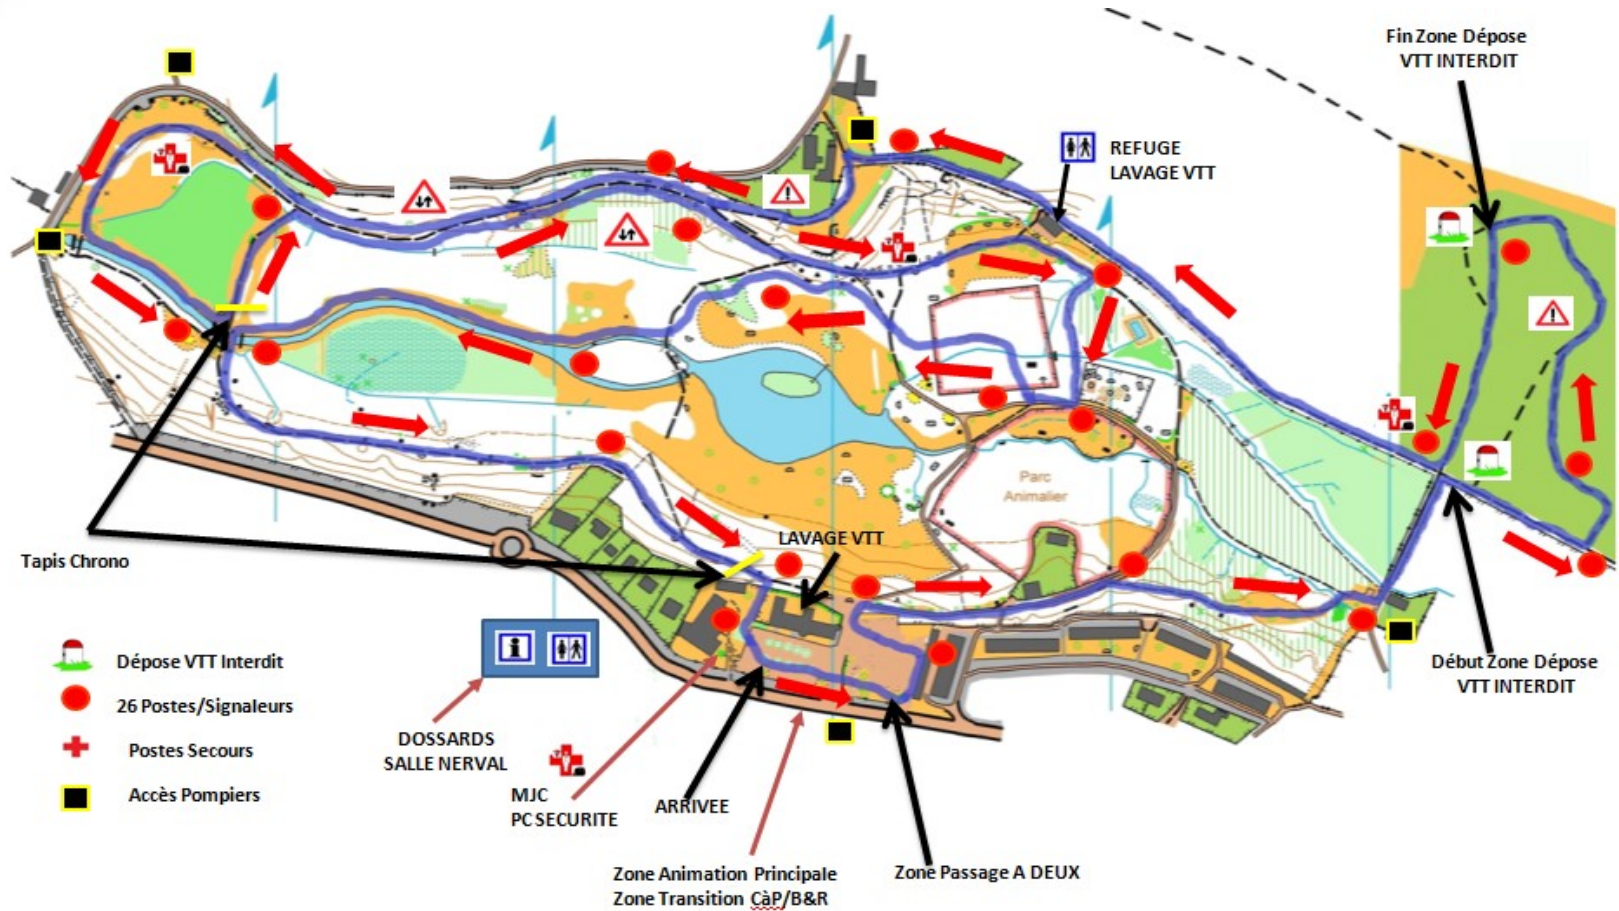 Fin Zone Dépose
VTT INTERDIT
REFUGE
LAVAGE VTT
Parc
Animalier
LAVAGE VTT
Tapis Chrono
Dépose VTT Interdit
26 Postes/Signaleurs
Postes Secours
Accès Pompiers
DOSSARDS
SALLE NERVAL
MJC
PC SECURITE
ARRIVEE
Zone Animation Principale
Zone Transition CàP/B&R
Zone Passage A DEUX
Début Zone Dépose
VTT INTERDIT